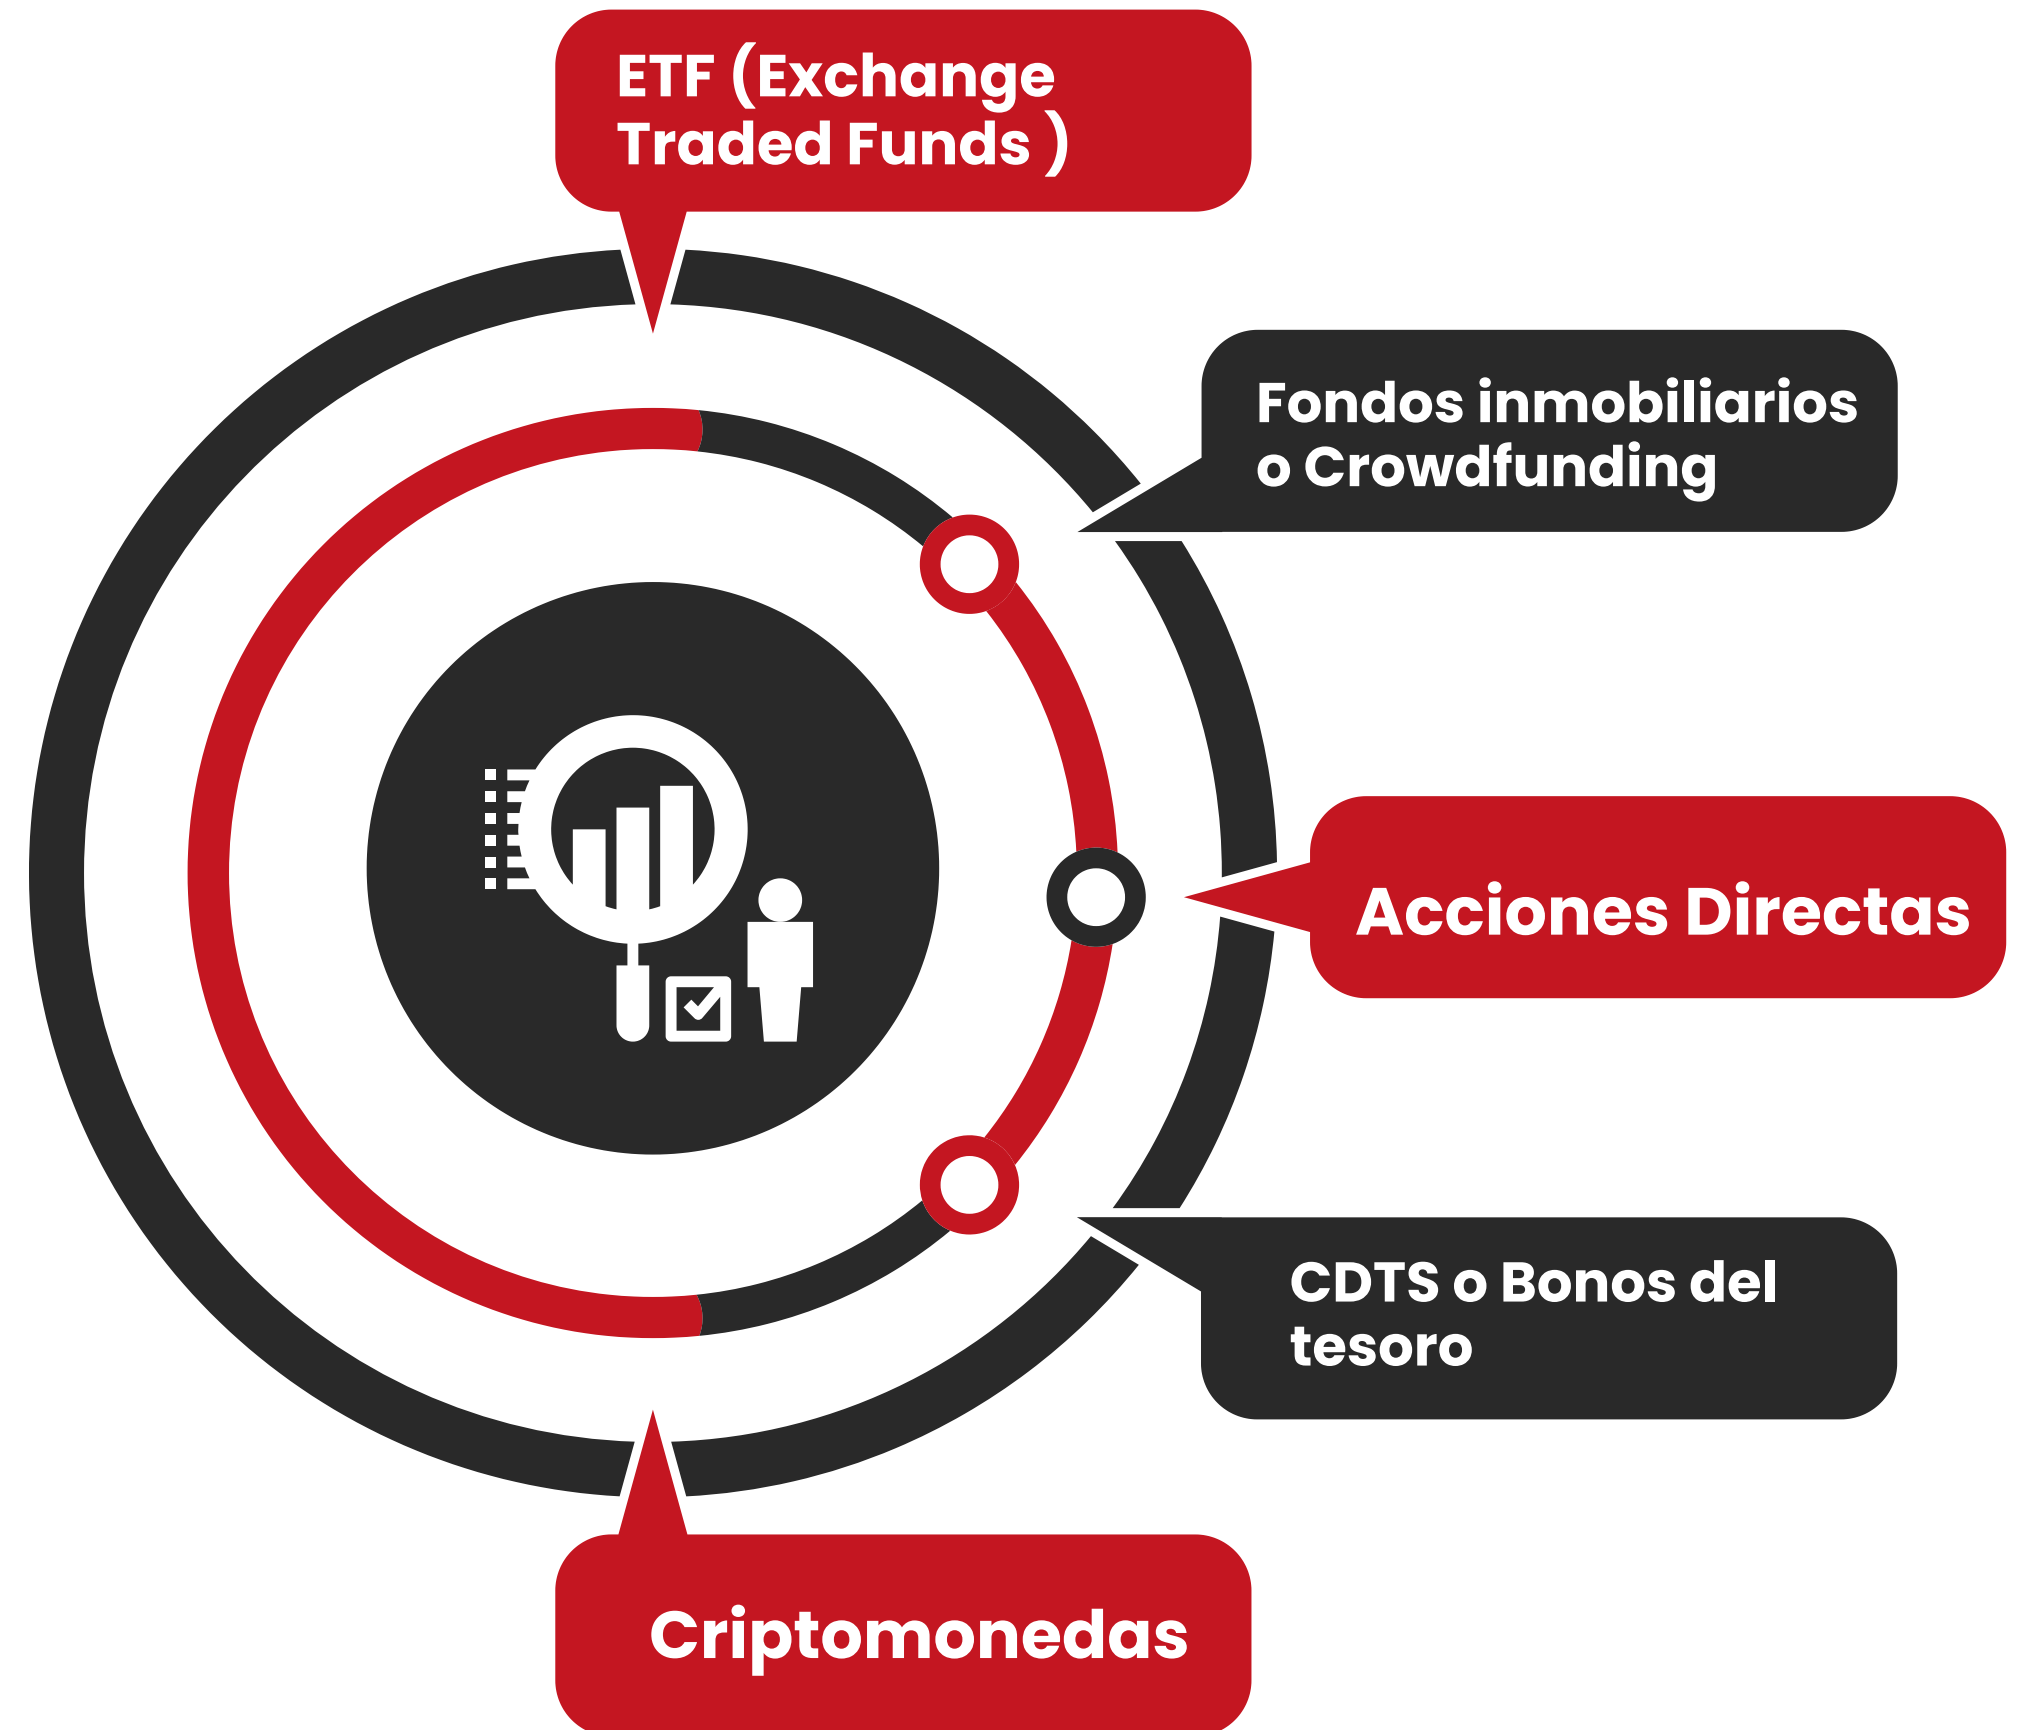 ETF (Exchange
Traded Funds)
Fondos inmobiliarios
o Crowdfunding
Acciones Directas
CDTS o Bonos del
tesoro
Criptomonedas